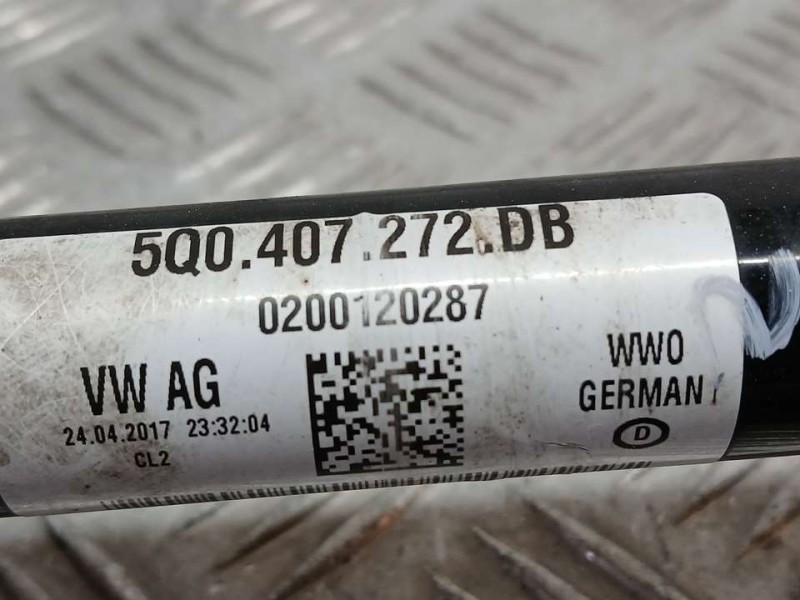 5Q0.407.272.DB
0200120287
VW AG
24.04.2017 23:32:04
CL2
WWO
GERMANY
D